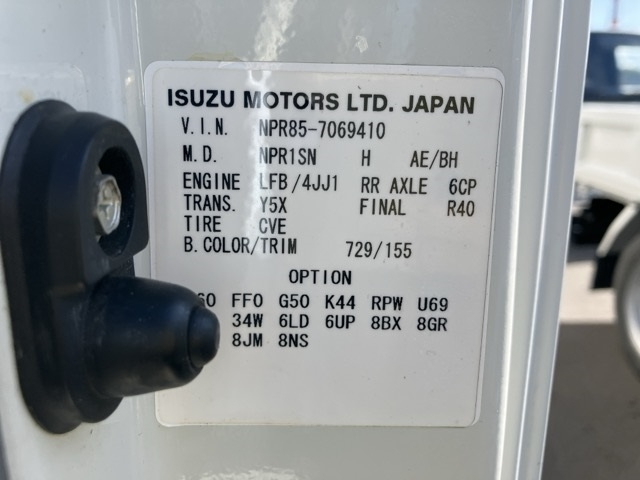 ISUZU MOTORS LTD. JAPAN
V.I.N. NPR85-7069410
M.D. NPR1SN H AE/BH
ENGINE LFB/4JJ1 RR AXLE 6CP
TRANS. Y5X FINAL R40
TIRE CVE
B.COLOR/TRIM 729/155
OPTION
FF0 G50 K44 RPW U69
34W 6LD 6UP 8BX 8GR
8JM 8NS